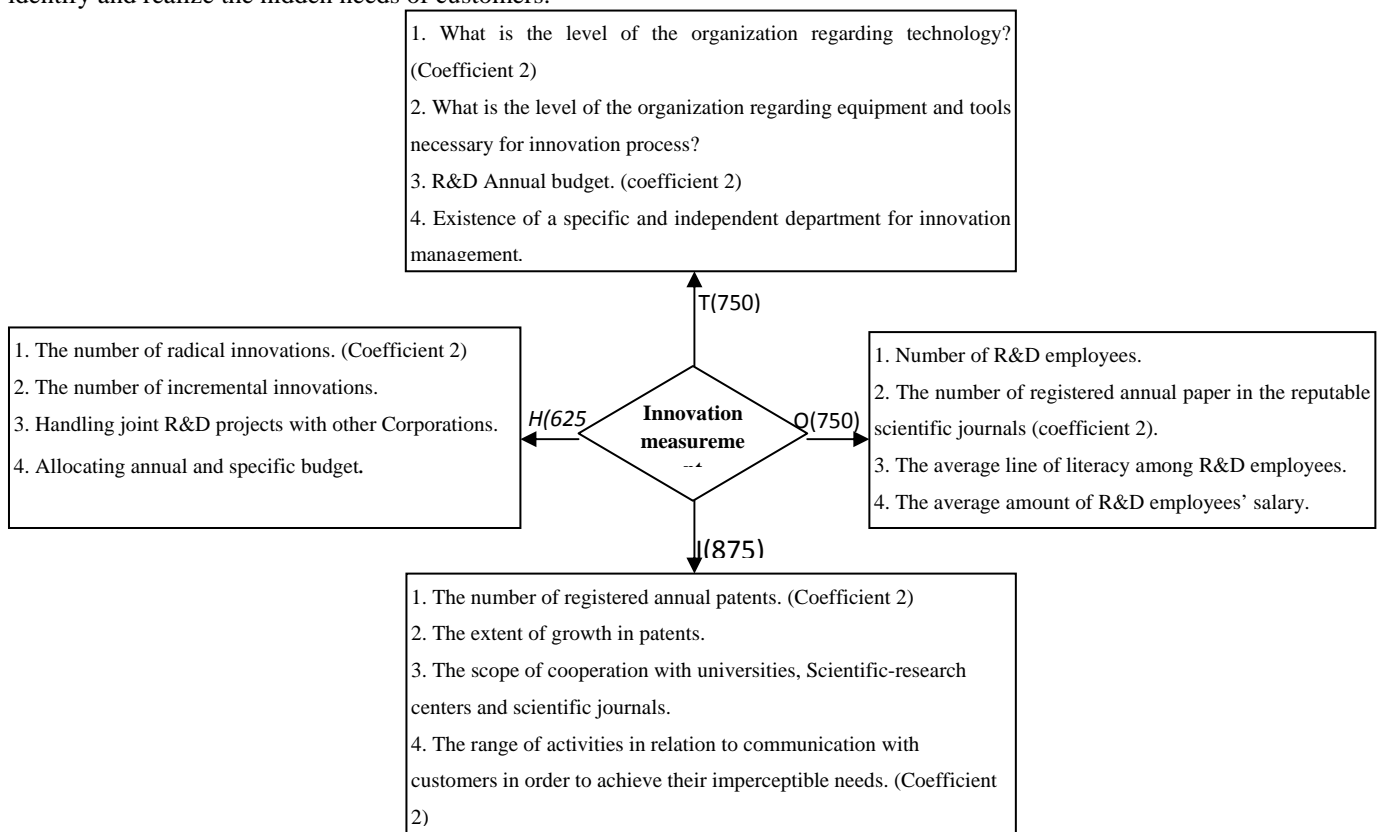 identify and realize the hidden needs of customers.
1. What is the level of the organization regarding technology?
(Coefficient 2)
2. What is the level of the organization regarding equipment and tools
necessary for innovation process?
3. R&D Annual budget. (coefficient 2)
4. Existence of a specific and independent department for innovation
management.
T(750)
1. The number of radical innovations. (Coefficient 2)
2. The number of incremental innovations.
3. Handling joint R&D projects with other Corporations.
4. Allocating annual and specific budget.
H(625
Innovation
measureme
O(750)
1. Number of R&D employees.
2. The number of registered annual paper in the reputable
scientific journals (coefficient 2).
3. The average line of literacy among R&D employees.
4. The average amount of R&D employees’ salary.
I(875)
1. The number of registered annual patents. (Coefficient 2)
2. The extent of growth in patents.
3. The scope of cooperation with universities, Scientific-research
centers and scientific journals.
4. The range of activities in relation to communication with
customers in order to achieve their imperceptible needs. (Coefficient
2)